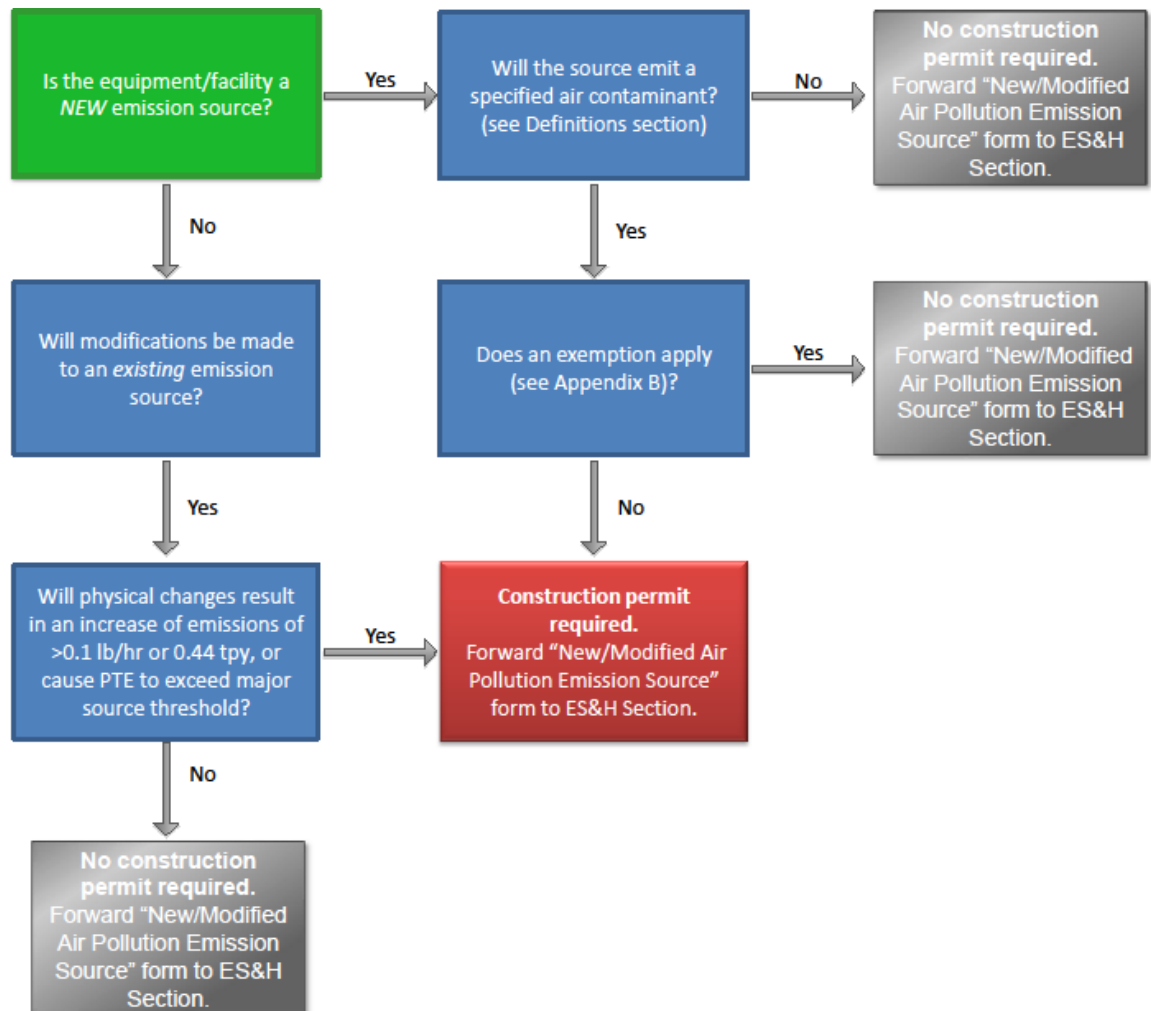 Is the equipment/facility a
NEW emission source?
Yes
Will the source emit a
specified air contaminant?
(see Definitions section)
No
No construction
permit required.
Forward “New/Modified
Air Pollution Emission
Source” form to ES&H
Section.
No
Yes
Will modifications be made
to an existing emission
source?
Does an exemption apply
(see Appendix B)?
Yes
No construction
permit required.
Forward “New/Modified
Air Pollution Emission
Source” form to ES&H
Section.
Yes
No
Will physical changes result
in an increase of emissions of
>0.1 lb/hr or 0.44 tpy, or
cause PTE to exceed major
source threshold?
Yes
Construction permit
required.
Forward “New/Modified Air
Pollution Emission Source”
form to ES&H Section.
No
No construction
permit required.
Forward “New/Modified
Air Pollution Emission
Source” form to ES&H
Section.